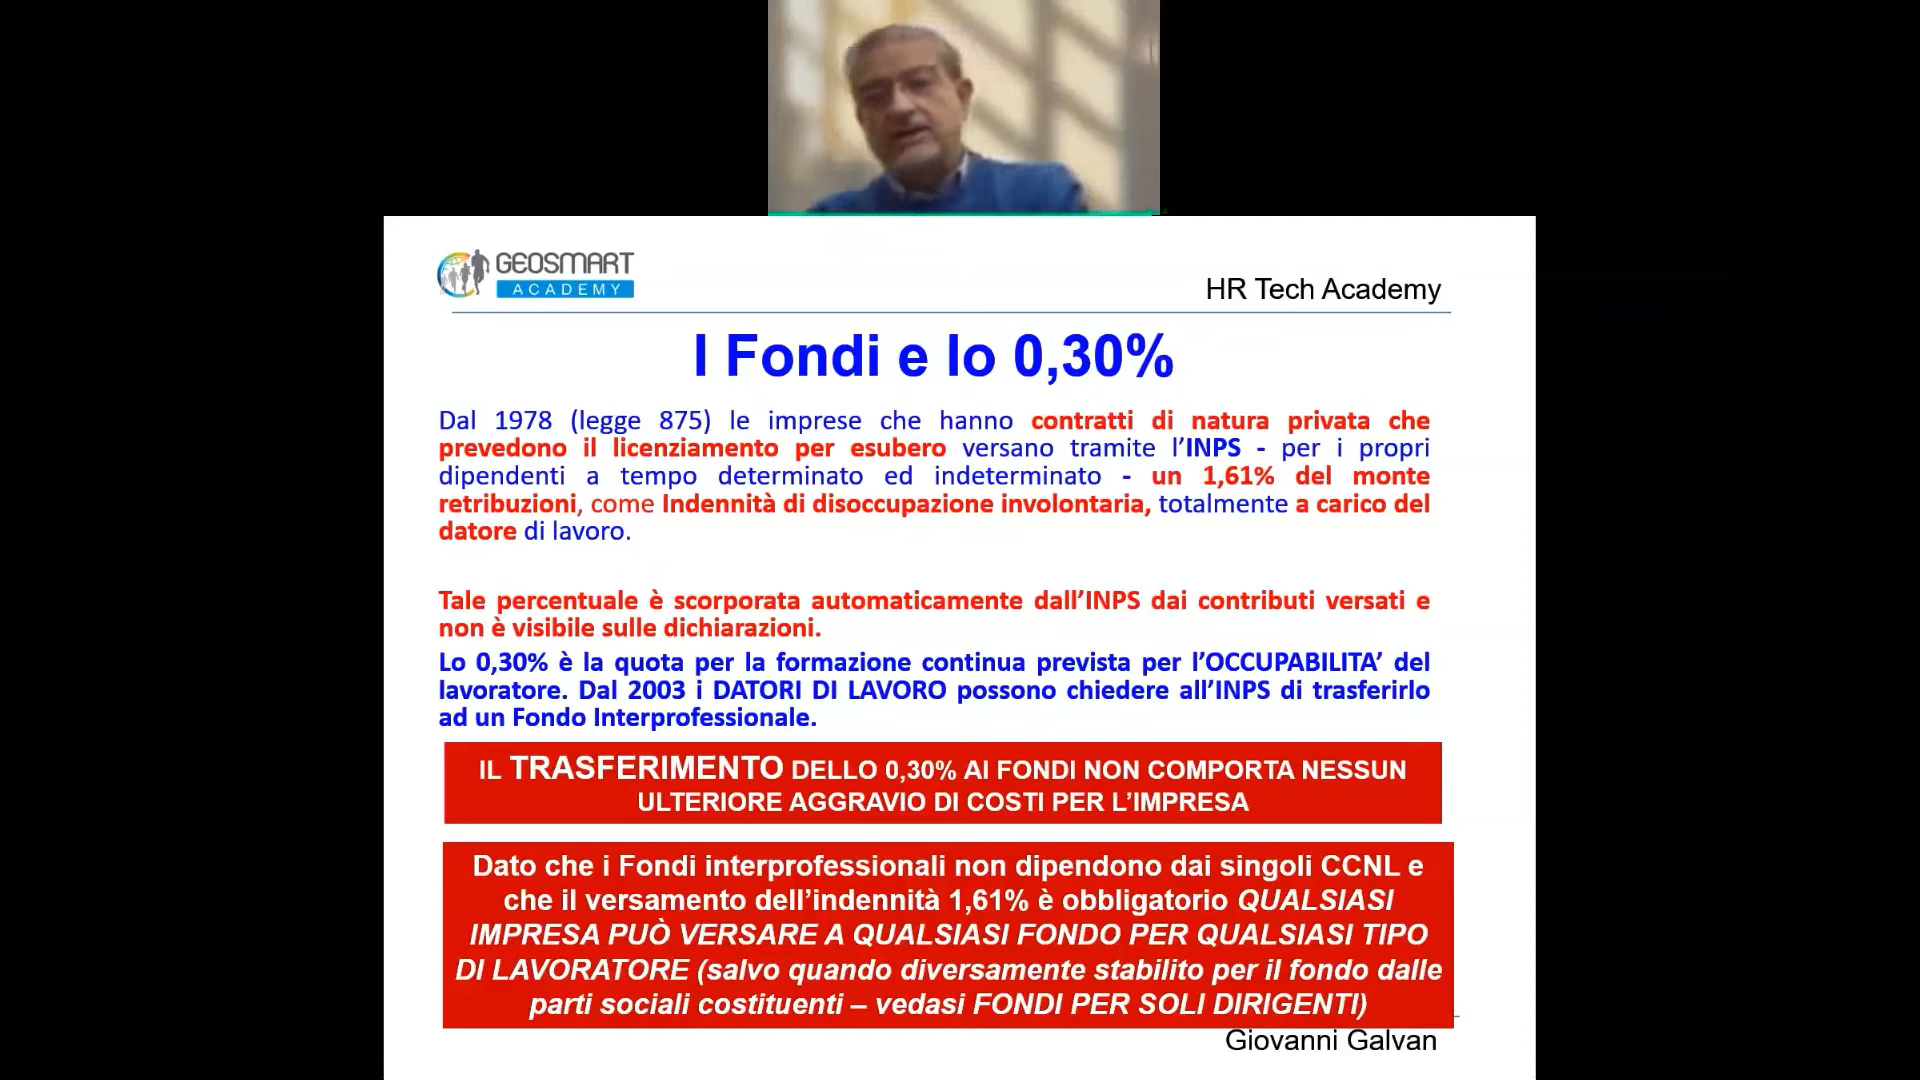 GEOSMART
ACADEMY
HR Tech Academy
I Fondi e lo 0,30%
Dal 1978 (legge 875) le imprese che hanno contratti di natura privata che
prevedono il licenziamento per esubero versano tramite l’INPS - per i propri
dipendenti a tempo determinato ed indeterminato - un 1,61% del monte
retribuzioni, come Indennità di disoccupazione involontaria, totalmente a carico del
datore di lavoro.
Tale percentuale è scorporata automaticamente dall’INPS dai contributi versati e
non è visibile sulle dichiarazioni.
Lo 0,30% è la quota per la formazione continua prevista per l’OCCUPABILITA’ del
lavoratore. Dal 2003 i DATORI DI LAVORO possono chiedere all’INPS di trasferirlo
ad un Fondo Interprofessionale.
IL TRASFERIMENTO DELLO 0,30% AI FONDI NON COMPORTA NESSUN
ULTERIORE AGGRAVIO DI COSTI PER L’IMPRESA
Dato che i Fondi interprofessionali non dipendono dai singoli CCNL e
che il versamento dell’indennità 1,61% è obbligatorio QUALSIASI
IMPRESA PUÒ VERSARE A QUALSIASI FONDO PER QUALSIASI TIPO
DI LAVORATORE (salvo quando diversamente stabilito per il fondo dalle
parti sociali costituenti – vedasi FONDI PER SOLI DIRIGENTI)
Giovanni Galvan